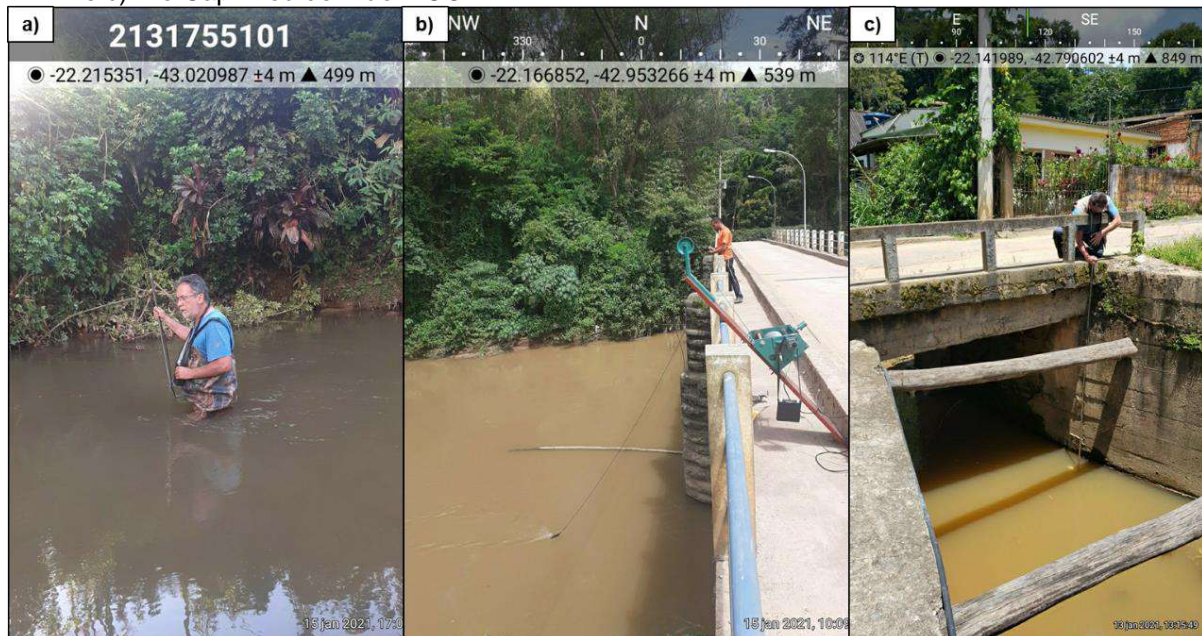 a)
2131755101
-22.215351, -43.020987 ±4 m ▲ 499 m
b)
NW
N
NE
330
0
30
-22.166852, -42.953266 ±4 m ▲ 539 m
c)
E
SE
90
120
150
114°E (T)
-22.141989, -42.790602 ±4 m ▲ 849 m
15 jan 2021, 17:0
15 jan 2021, 10:09
13 jan 2021, 13:15:49